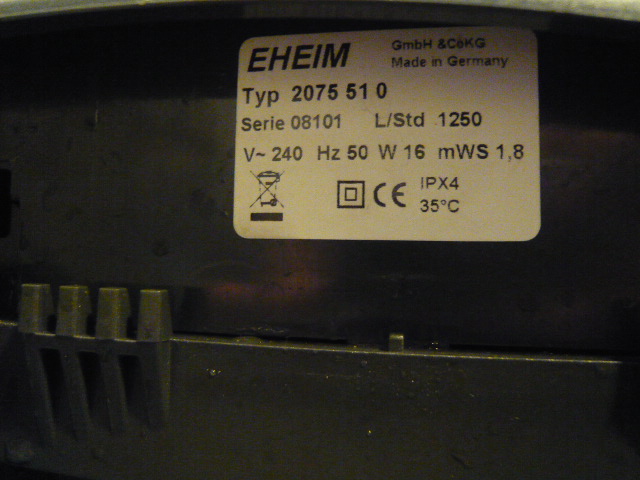 EHEIM GmbH &CoKG
Made in Germany
Typ 2075 51 0
Serie 08101 L/Std 1250
V~ 240 Hz 50 W 16 mWS 1,8
CE IPX4
35°C